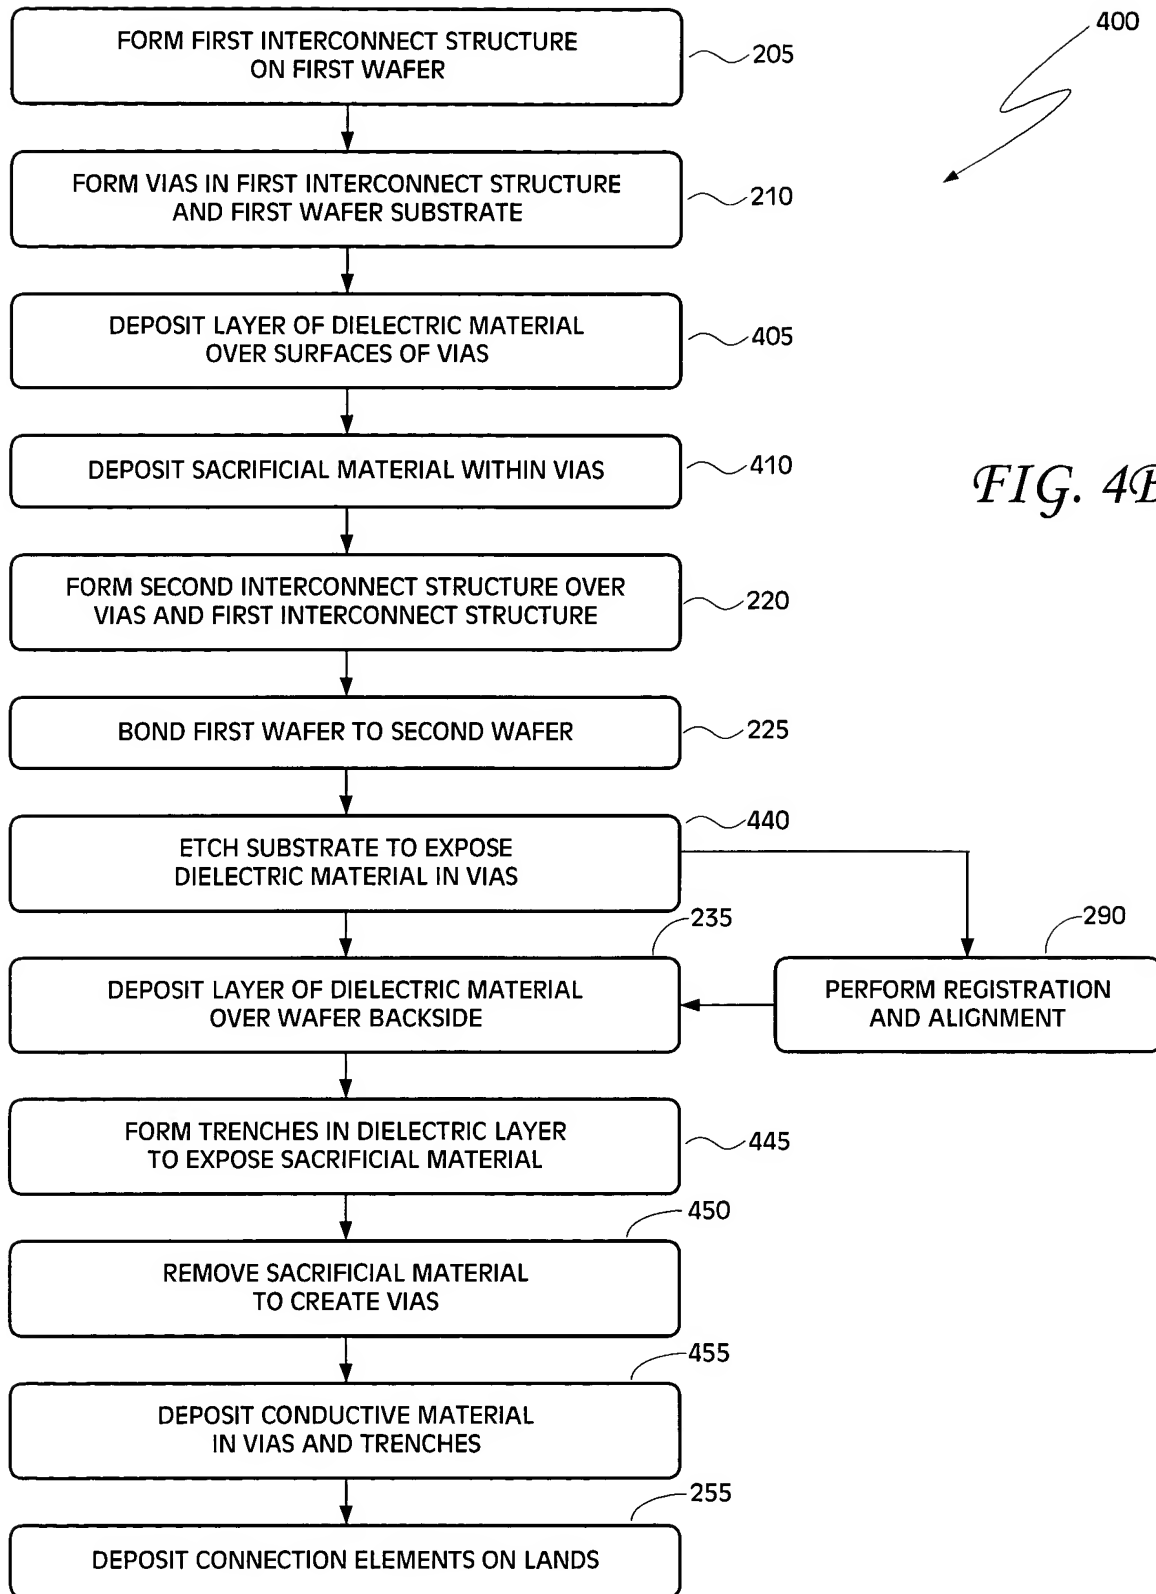 400
FORM FIRST INTERCONNECT STRUCTURE
ON FIRST WAFER
205
FORM VIAS IN FIRST INTERCONNECT STRUCTURE
AND FIRST WAFER SUBSTRATE
210
DEPOSIT LAYER OF DIELECTRIC MATERIAL
OVER SURFACES OF VIAS
405
DEPOSIT SACRIFICIAL MATERIAL WITHIN VIAS
410
FIG. 4B
FORM SECOND INTERCONNECT STRUCTURE OVER
VIAS AND FIRST INTERCONNECT STRUCTURE
220
BOND FIRST WAFER TO SECOND WAFER
225
ETCH SUBSTRATE TO EXPOSE
DIELECTRIC MATERIAL IN VIAS
440
DEPOSIT LAYER OF DIELECTRIC MATERIAL
OVER WAFER BACKSIDE
235
PERFORM REGISTRATION
AND ALIGNMENT
290
FORM TRENCHES IN DIELECTRIC LAYER
TO EXPOSE SACRIFICIAL MATERIAL
445
REMOVE SACRIFICIAL MATERIAL
TO CREATE VIAS
450
DEPOSIT CONDUCTIVE MATERIAL
IN VIAS AND TRENCHES
455
DEPOSIT CONNECTION ELEMENTS ON LANDS
255